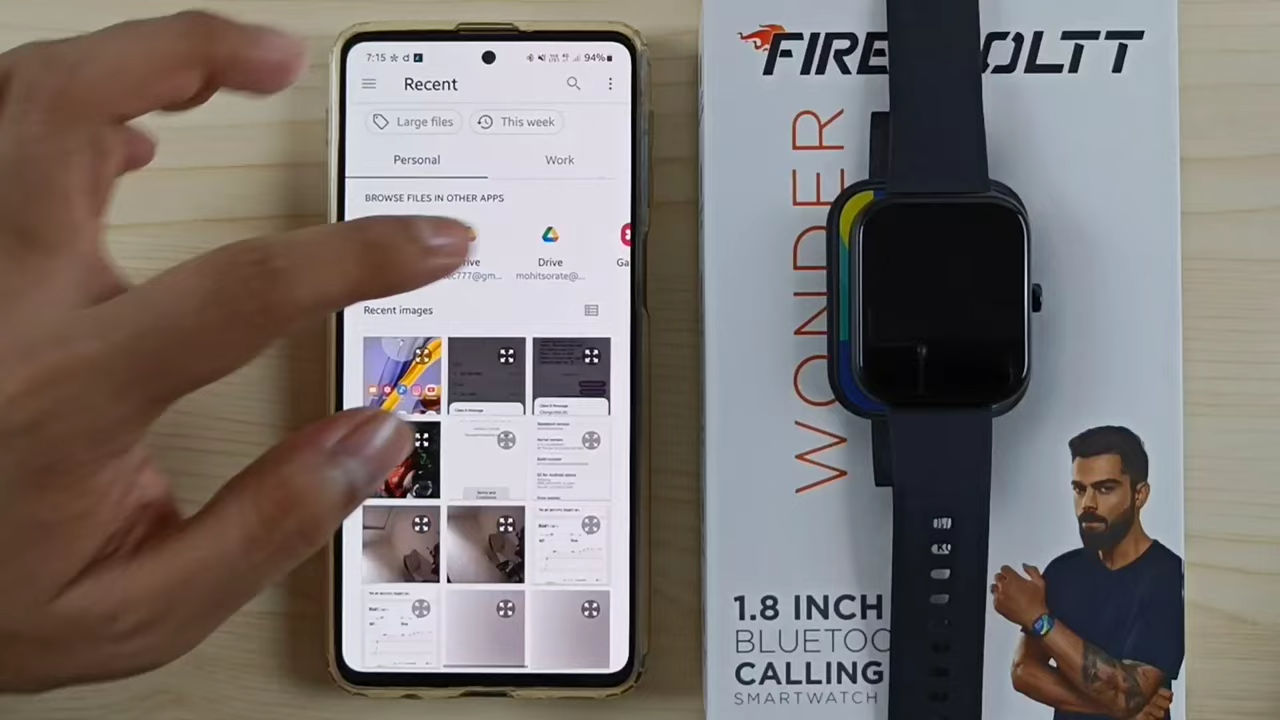 7:15
94%
Recent
Large files
This week
Personal
Work
BROWSE FILES IN OTHER APPS
Drive
mohitsorate@...
Ga
Recent images
FIRE OLTT
WONDER
1.8 INCH
BLUETOO
CALLING
SMARTWATCH